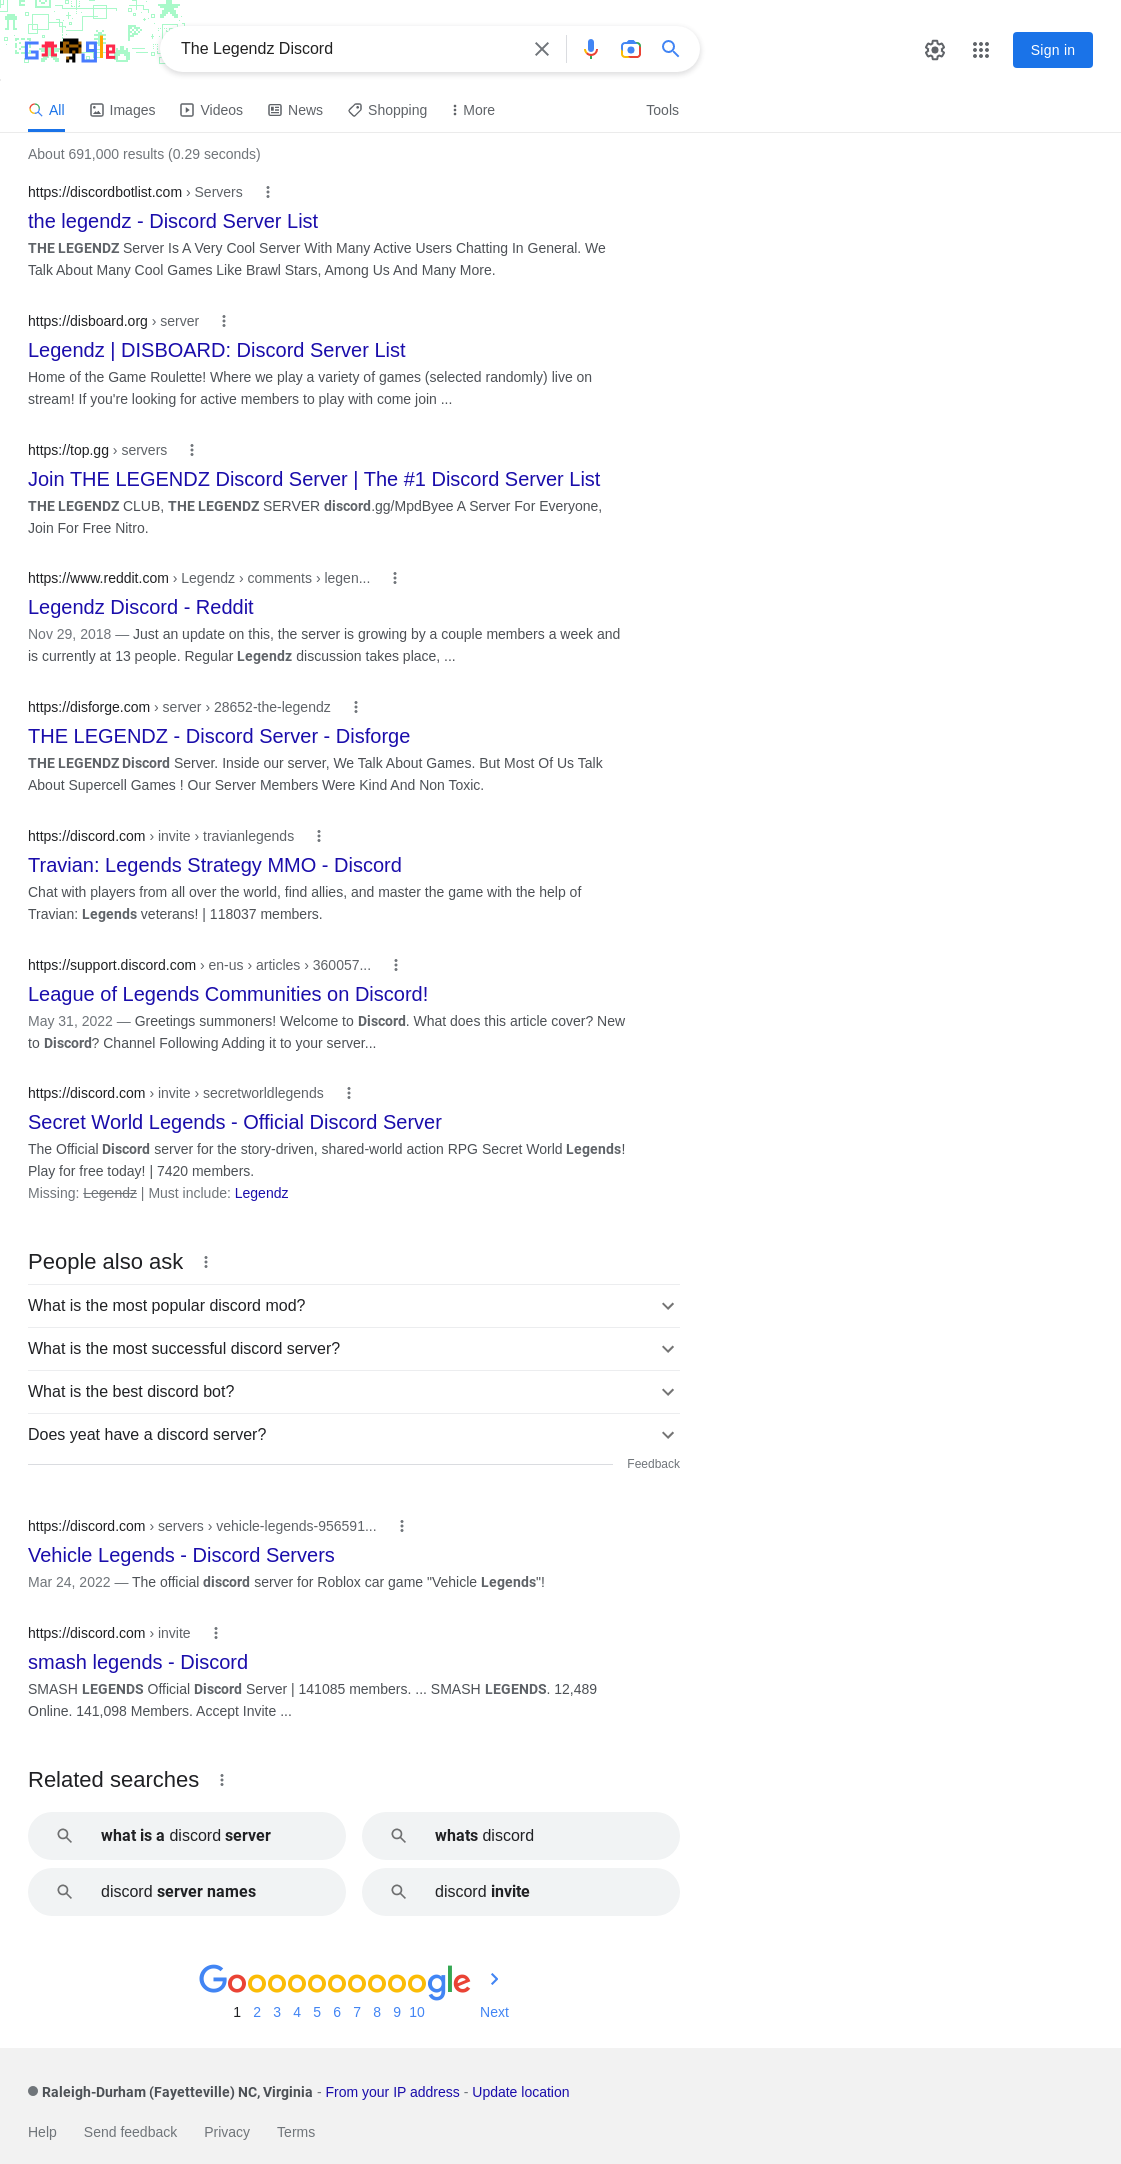 The Legendz Discord
Sign in
All Images Videos News Shopping More Tools
About 691,000 results (0.29 seconds)
https://discordbotlist.com › Servers
the legendz - Discord Server List
THE LEGENDZ Server Is A Very Cool Server With Many Active Users Chatting In General. We
Talk About Many Cool Games Like Brawl Stars, Among Us And Many More.
https://disboard.org › server
Legendz | DISBOARD: Discord Server List
Home of the Game Roulette! Where we play a variety of games (selected randomly) live on
stream! If you're looking for active members to play with come join ...
https://top.gg › servers
Join THE LEGENDZ Discord Server | The #1 Discord Server List
THE LEGENDZ CLUB, THE LEGENDZ SERVER discord.gg/MpdByee A Server For Everyone,
Join For Free Nitro.
https://www.reddit.com › Legendz › comments › legen...
Legendz Discord - Reddit
Nov 29, 2018 — Just an update on this, the server is growing by a couple members a week and
is currently at 13 people. Regular Legendz discussion takes place, ...
https://disforge.com › server › 28652-the-legendz
THE LEGENDZ - Discord Server - Disforge
THE LEGENDZ Discord Server. Inside our server, We Talk About Games. But Most Of Us Talk
About Supercell Games ! Our Server Members Were Kind And Non Toxic.
https://discord.com › invite › travianlegends
Travian: Legends Strategy MMO - Discord
Chat with players from all over the world, find allies, and master the game with the help of
Travian: Legends veterans! | 118037 members.
https://support.discord.com › en-us › articles › 360057...
League of Legends Communities on Discord!
May 31, 2022 — Greetings summoners! Welcome to Discord. What does this article cover? New
to Discord? Channel Following Adding it to your server...
https://discord.com › invite › secretworldlegends
Secret World Legends - Official Discord Server
The Official Discord server for the story-driven, shared-world action RPG Secret World Legends!
Play for free today! | 7420 members.
Missing: Legendz | Must include: Legendz
People also ask
What is the most popular discord mod?
What is the most successful discord server?
What is the best discord bot?
Does yeat have a discord server?
Feedback
https://discord.com › servers › vehicle-legends-956591...
Vehicle Legends - Discord Servers
Mar 24, 2022 — The official discord server for Roblox car game "Vehicle Legends"!
https://discord.com › invite
smash legends - Discord
SMASH LEGENDS Official Discord Server | 141085 members. ... SMASH LEGENDS. 12,489
Online. 141,098 Members. Accept Invite ...
Related searches
what is a discord server
whats discord
discord server names
discord invite
Goooooooooogle
1 2 3 4 5 6 7 8 9 10 Next
Raleigh-Durham (Fayetteville) NC, Virginia - From your IP address - Update location
Help Send feedback Privacy Terms